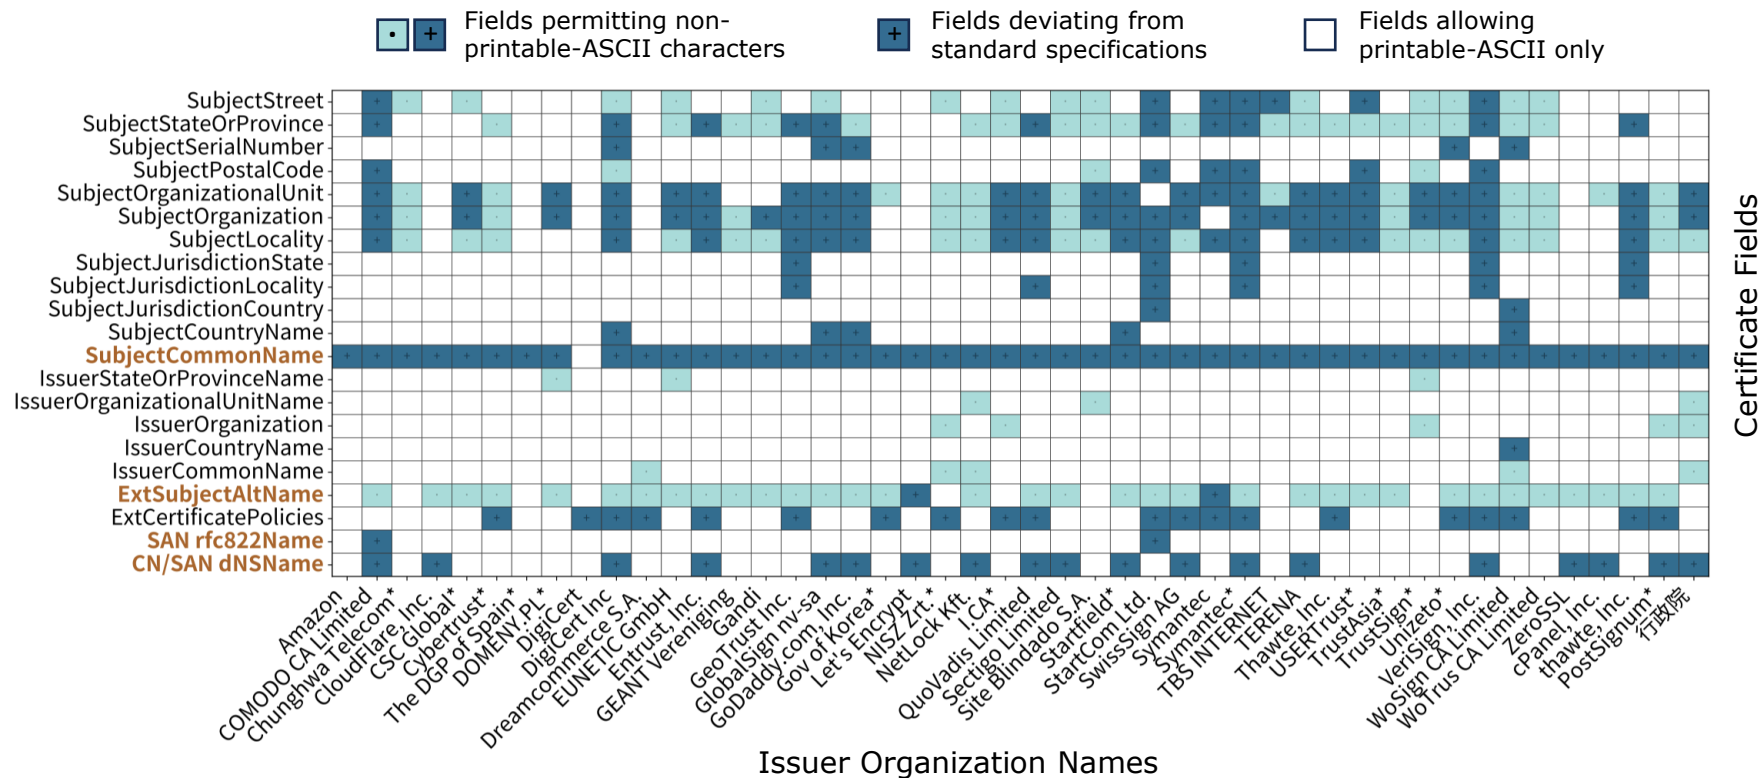 Fields permitting non-
printable-ASCII characters
Fields deviating from
standard specifications
Fields allowing
printable-ASCII only
SubjectStreet
SubjectStateOrProvince
SubjectSerialNumber
SubjectPostalCode
SubjectOrganizationalUnit
SubjectOrganization
SubjectLocality
SubjectJurisdictionState
SubjectJurisdictionLocality
SubjectJurisdictionCountry
SubjectCountryName
SubjectCommonName
IssuerStateOrProvinceName
IssuerOrganizationalUnitName
IssuerOrganization
IssuerCountryName
IssuerCommonName
ExtSubjectAltName
ExtCertificatePolicies
SAN rfc822Name
CN/SAN dNSName
Certificate Fields
Amazon
COMODO CA Limited
Chunghwa Telecom*
CloudFlare, Inc.
CSC Global*
Cybertrust*
The DGP of Spain*
DOMENY.PL*
DigiCert
DigiCert Inc
Dreamcommerce S.A.
EUNETIC GmbH
Entrust, Inc.
GEANT Vereniging
Gandi
GeoTrust Inc.
GlobalSign nv-sa
GoDaddy.com, Inc.
Gov of Korea*
Let's Encrypt
NISZ Zrt.*
NetLock Kft.
I.CA*
QuoVadis Limited
Sectigo Limited
Site Blindado S.A.
Starfield*
StartCom Ltd.
SwissSign AG
Symantec
Symantec*
TBS INTERNET
TERENA
Thawte, Inc.
USERTrust*
TrustAsia*
TrustSign*
Unizeto*
VeriSign, Inc.
WoSign CA Limited
WoTrus CA Limited
ZeroSSL
cPanel, Inc.
thawte, Inc.
PostSignum*
行政院
Issuer Organization Names